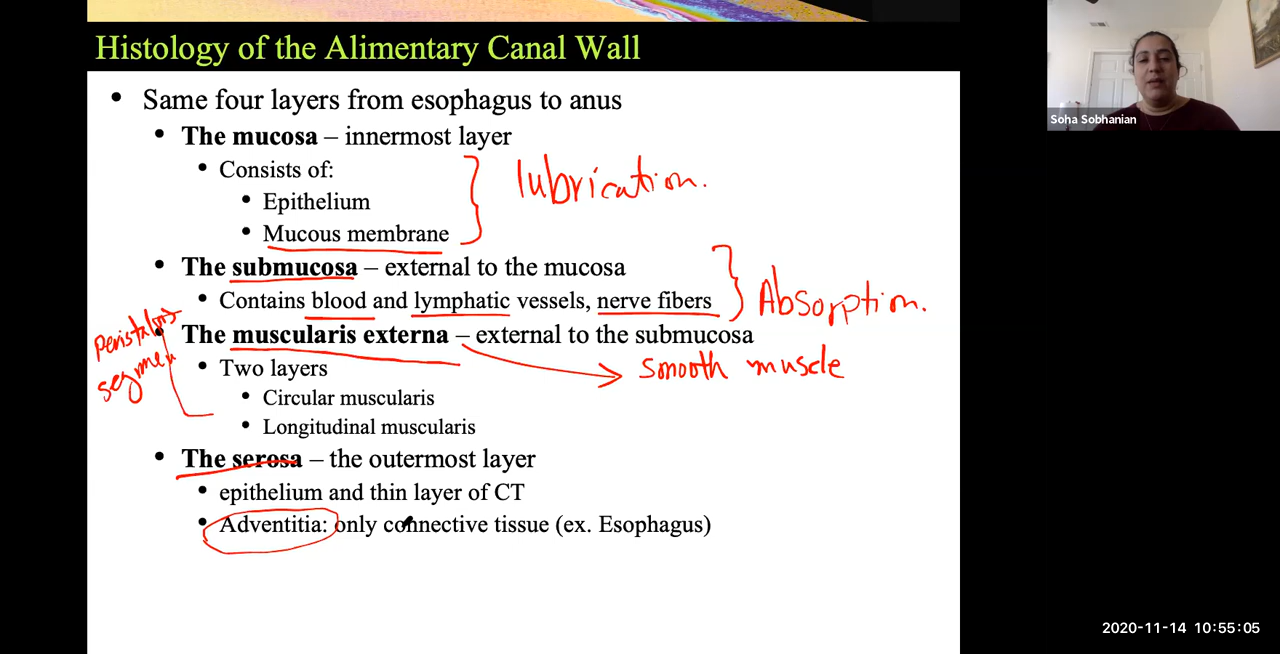 Histology of the Alimentary Canal Wall
Soha Sobhanian
• Same four layers from esophagus to anus
• The mucosa – innermost layer
• Consists of:
• Epithelium
• Mucous membrane
lubrication.
• The submucosa – external to the mucosa
• Contains blood and lymphatic vessels, nerve fibers
Absorption.
• The muscularis externa – external to the submucosa
smooth muscle
• Two layers
• Circular muscularis
• Longitudinal muscularis
• The serosa – the outermost layer
• epithelium and thin layer of CT
• Adventitia: only connective tissue (ex. Esophagus)
2020-11-14 10:55:05